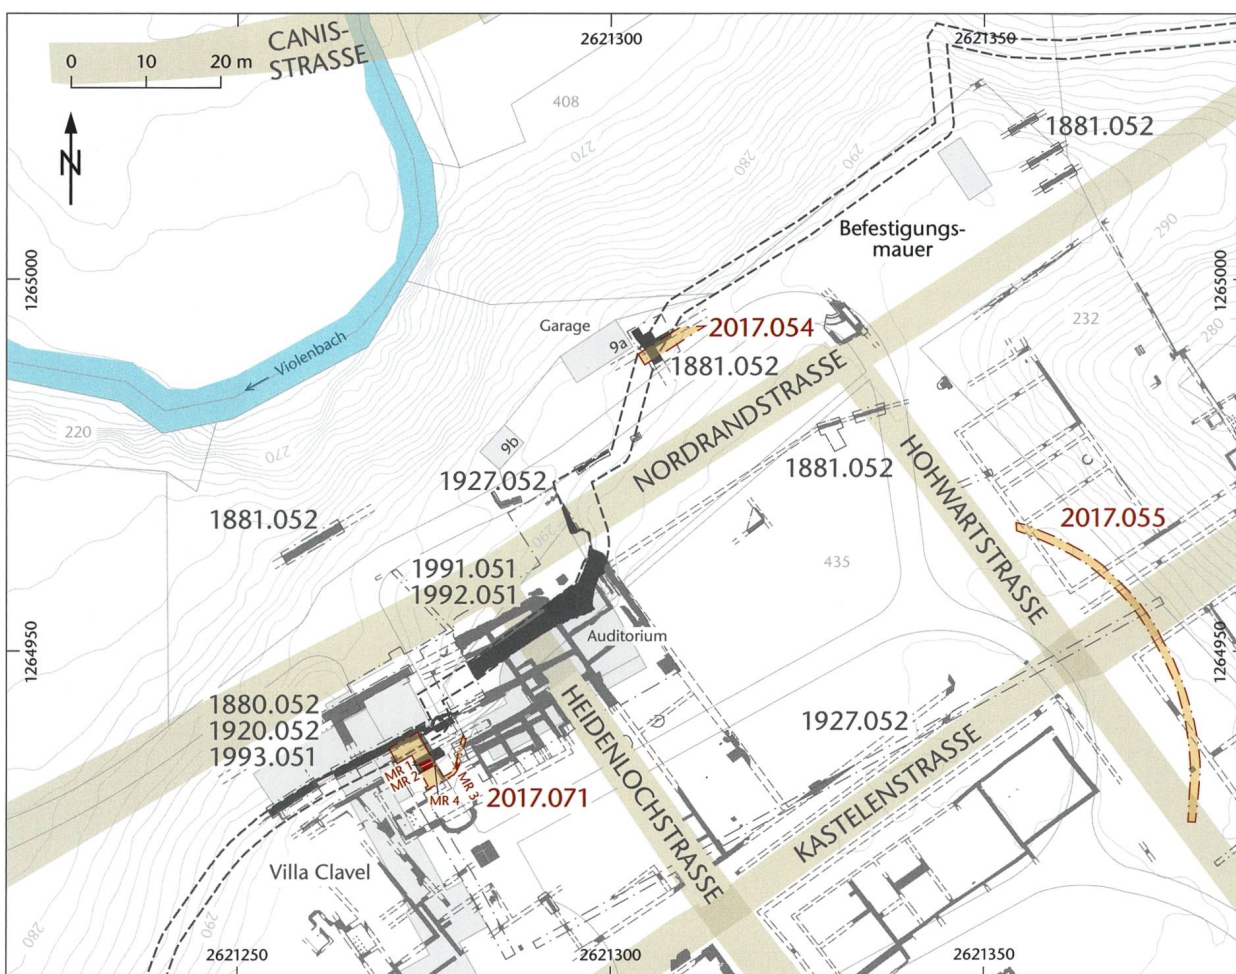 CANIS-
STRASSE
2621300
2621350
0 10 20 m
N
408
270
280
290
1881.052
Befestigungs-
mauer
290
1265000
1265000
Garage
9a
2017.054
1881.052
232
280
Violenbach
NORDRANDSTRASSE
220
270
9b
1927.052
1881.052
HOHWARTSTRASSE
1881.052
2017.055
290
1991.051
1992.051
435
Auditorium
1264950
1264950
1880.052
1920.052
1993.051
HEIDENLOCHSTRASSE
1927.052
MR 1
MR 2
MR 3
MR 4
2017.071
KASTELENSTRASSE
Villa Clavel
280
290
2621250
2621300
2621350